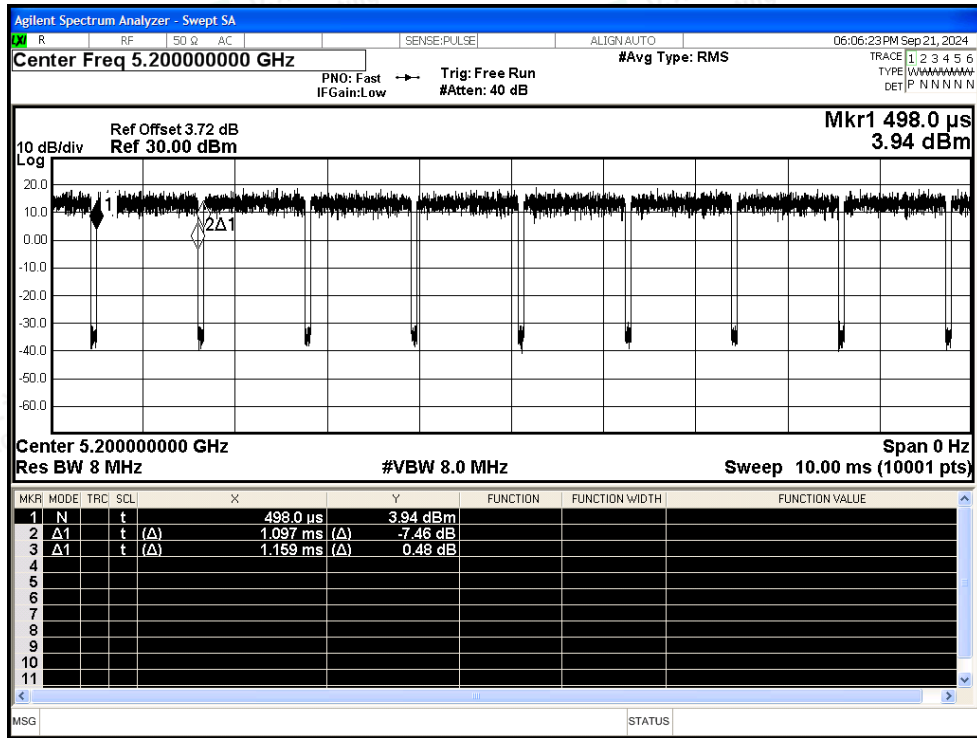 Agilent Spectrum Analyzer - Swept SA
LXI R RF 50 Ω AC SENSE:PULSE ALIGN AUTO 06:06:23 PM Sep 21, 2024
Center Freq 5.200000000 GHz #Avg Type: RMS TRACE 1 2 3 4 5 6
PNO: Fast Trig: Free Run TYPE WWWWWW
IFGain:Low #Atten: 40 dB DET P N N N N N
Mkr1 498.0 µs
Ref Offset 3.72 dB
10 dB/div Ref 30.00 dBm 3.94 dBm
Log
20.0
1
10.0
2Δ1
0.00
-10.0
-20.0
-30.0
-40.0
-50.0
-60.0
Center 5.200000000 GHz Span 0 Hz
Res BW 8 MHz #VBW 8.0 MHz Sweep 10.00 ms (10001 pts)
MKR MODE TRC SCL X Y FUNCTION FUNCTION WIDTH FUNCTION VALUE
1 N t 498.0 µs 3.94 dBm
2 Δ1 t (Δ) 1.097 ms (Δ) -7.46 dB
3 Δ1 t (Δ) 1.159 ms (Δ) 0.48 dB
4
5
6
7
8
9
10
11
MSG STATUS